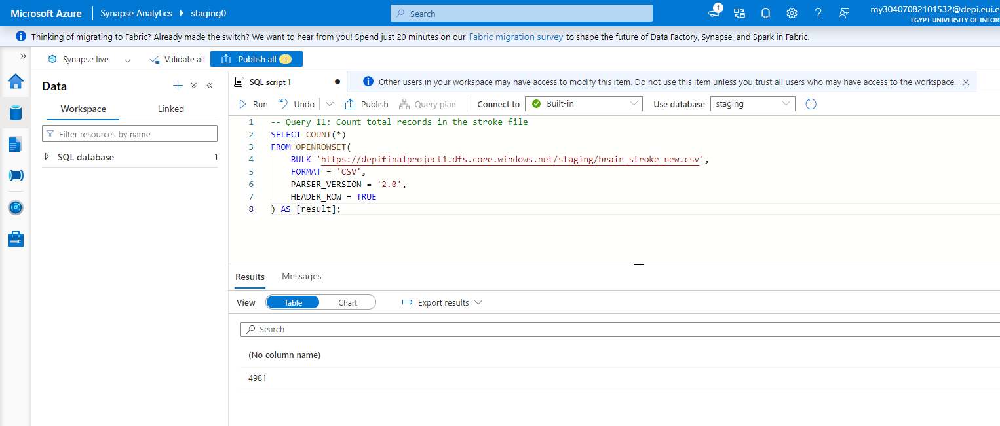 Microsoft Azure Synapse Analytics staging0 Search 1 my30407082101532@depi.eui.e
EGYPT UNIVERSITY OF INFOR
Thinking of migrating to Fabric? Already made the switch? We want to hear from you! Spend just 20 minutes on our Fabric migration survey to shape the future of Data Factory, Synapse, and Spark in Fabric.
Synapse live Validate all Publish all 1
Data
Workspace Linked
Filter resources by name
SQL database 1
SQL script 1 Other users in your workspace may have access to modify this item. Do not use this item unless you trust all users who may have access to the workspace.
Run Undo Publish Query plan Connect to Built-in Use database staging
1 -- Query 11: Count total records in the stroke file
2 SELECT COUNT(*)
3 FROM OPENROWSET(
4 BULK 'https://depifinalproject1.dfs.core.windows.net/staging/brain_stroke_new.csv',
5 FORMAT = 'CSV',
6 PARSER_VERSION = '2.0',
7 HEADER_ROW = TRUE
8 ) AS [result];
Results Messages
View Table Chart Export results
Search
(No column name)
4981